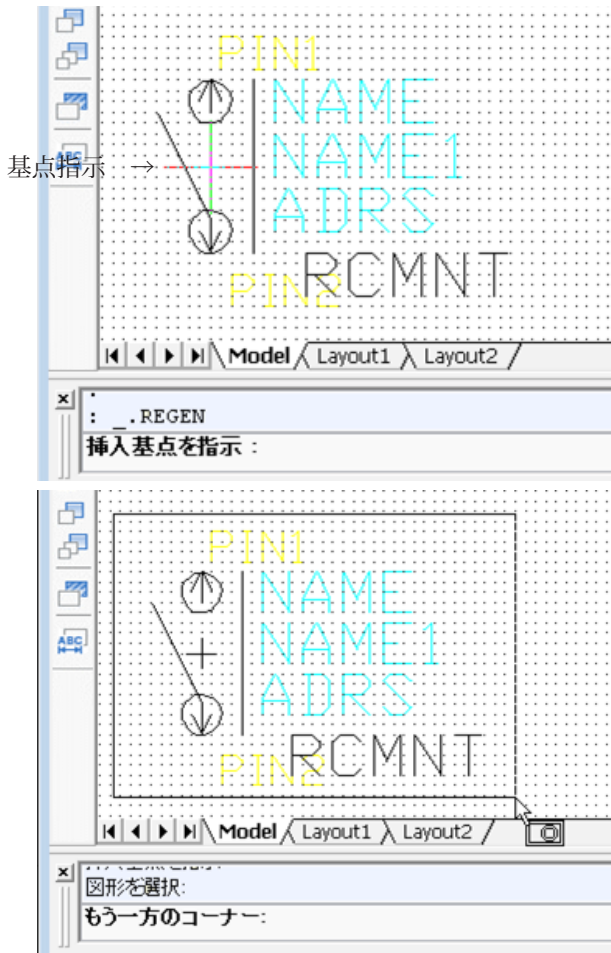 PIN1
NAME
NAME1
ADRS
基点指示 →
ABC
PIN2
RCMNT
Model Layout1 Layout2
: _.REGEN
挿入基点を指示：
PIN1
NAME
NAME1
ADRS
ABC
PIN2
RCMNT
Model Layout1 Layout2
図形を選択:
もう一方のコーナー: